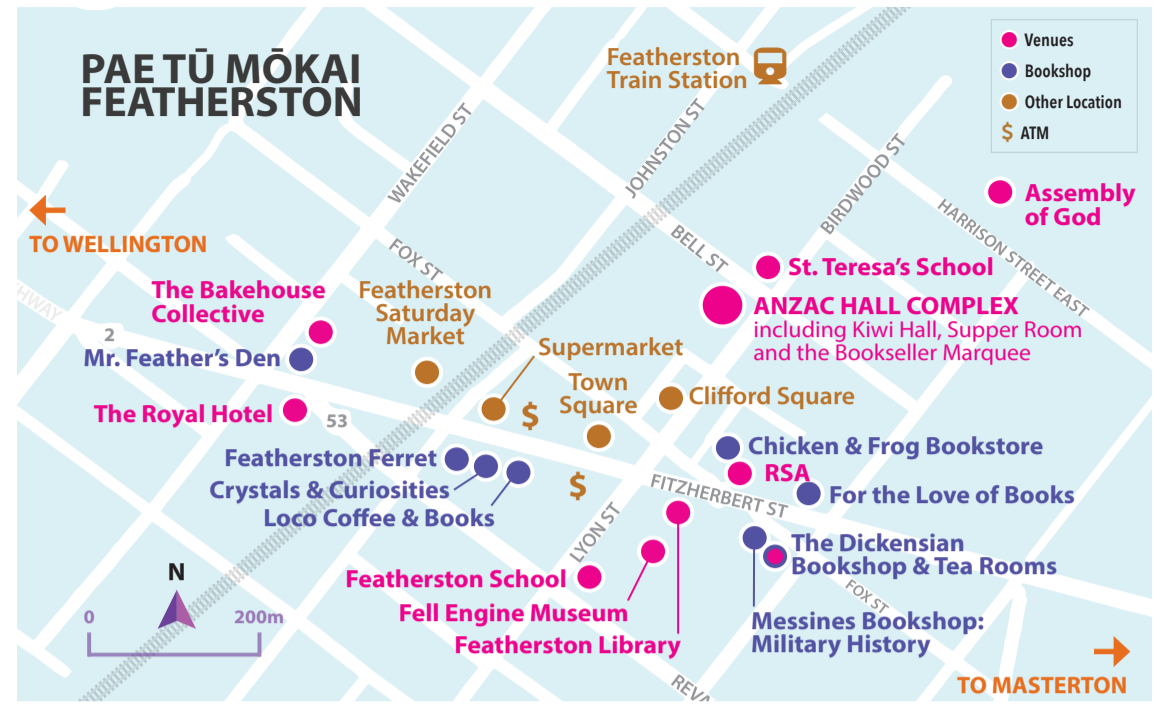 PAE TŪ MŌKAI
FEATHERSTON
Featherston
Train Station
Venues
Bookshop
Other Location
$ ATM
WAKEFIELD ST
JOHNSTON ST
BIRDWOOD ST
HARRISON STREET EAST
Assembly
of God
TO WELLINGTON
FOX ST
BELL ST
St. Teresa's School
HWAY
2
The Bakehouse
Collective
Featherston
Saturday
Market
ANZAC HALL COMPLEX
including Kiwi Hall, Supper Room
and the Bookseller Marquee
Mr. Feather's Den
Supermarket
Town
Square
Clifford Square
The Royal Hotel
53
$
Featherston Ferret
Crystals & Curiosities
Loco Coffee & Books
$
Chicken & Frog Bookstore
RSA
For the Love of Books
FITZHERBERT ST
LYON ST
The Dickensian
Bookshop & Tea Rooms
FOX ST
Featherston School
Fell Engine Museum
Featherston Library
Messines Bookshop:
Military History
N
0
200m
REVA
TO MASTERTON